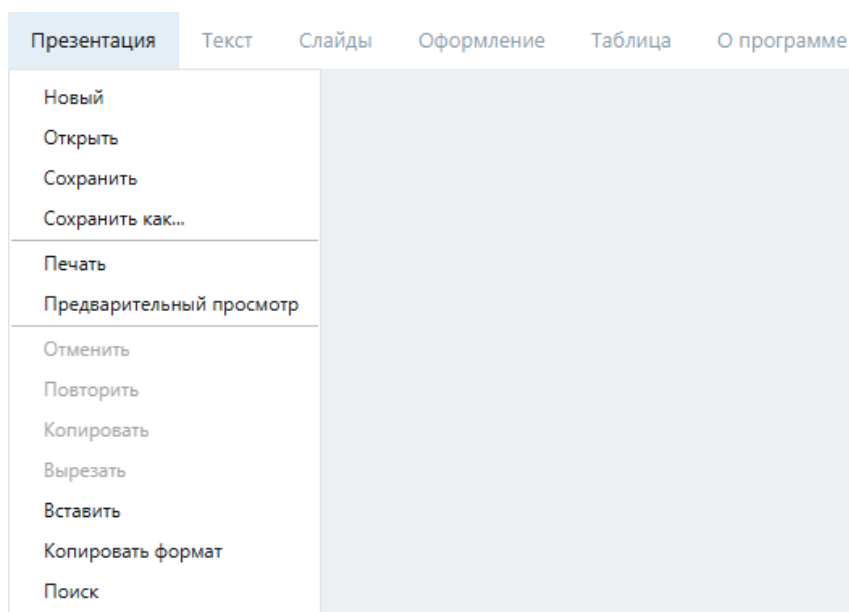 Презентация Текст Слайды Оформление Таблица О программе
Новый
Открыть
Сохранить
Сохранить как...
Печать
Предварительный просмотр
Отменить
Повторить
Копировать
Вырезать
Вставить
Копировать формат
Поиск